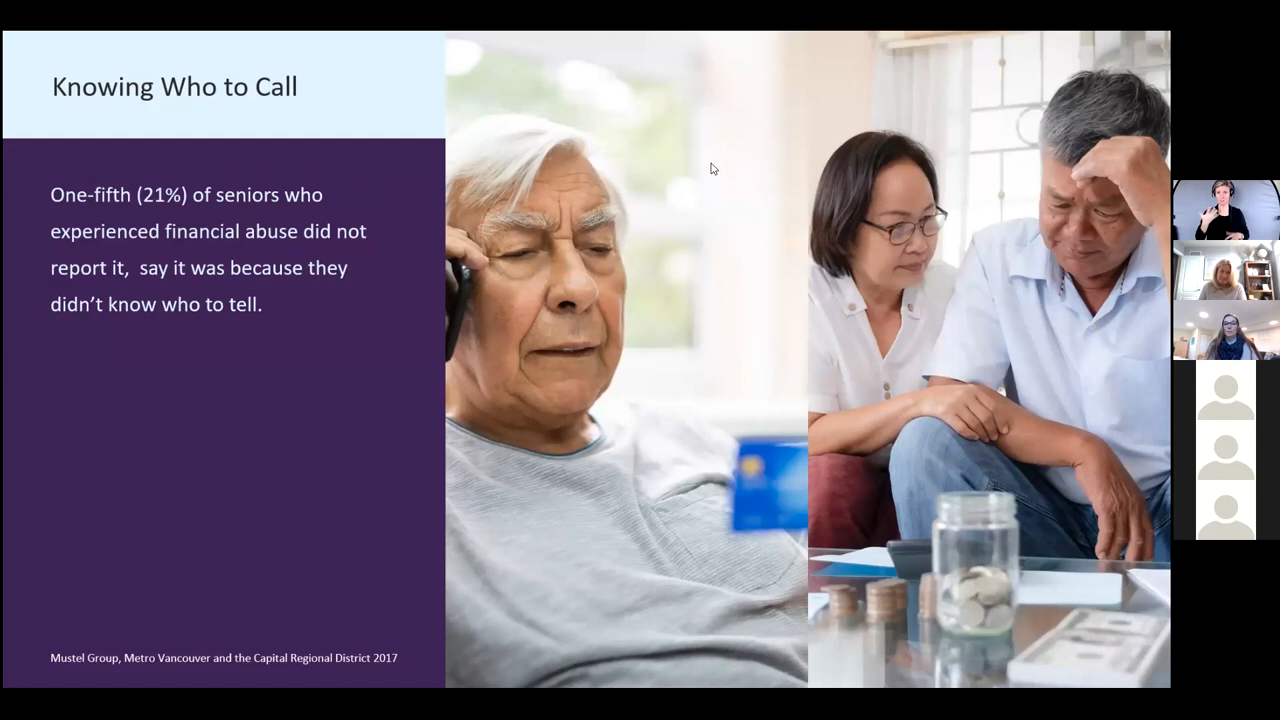 Knowing Who to Call
One-fifth (21%) of seniors who
experienced financial abuse did not
report it,  say it was because they
didn’t know who to tell.
Mustel Group, Metro Vancouver and the Capital Regional District 2017